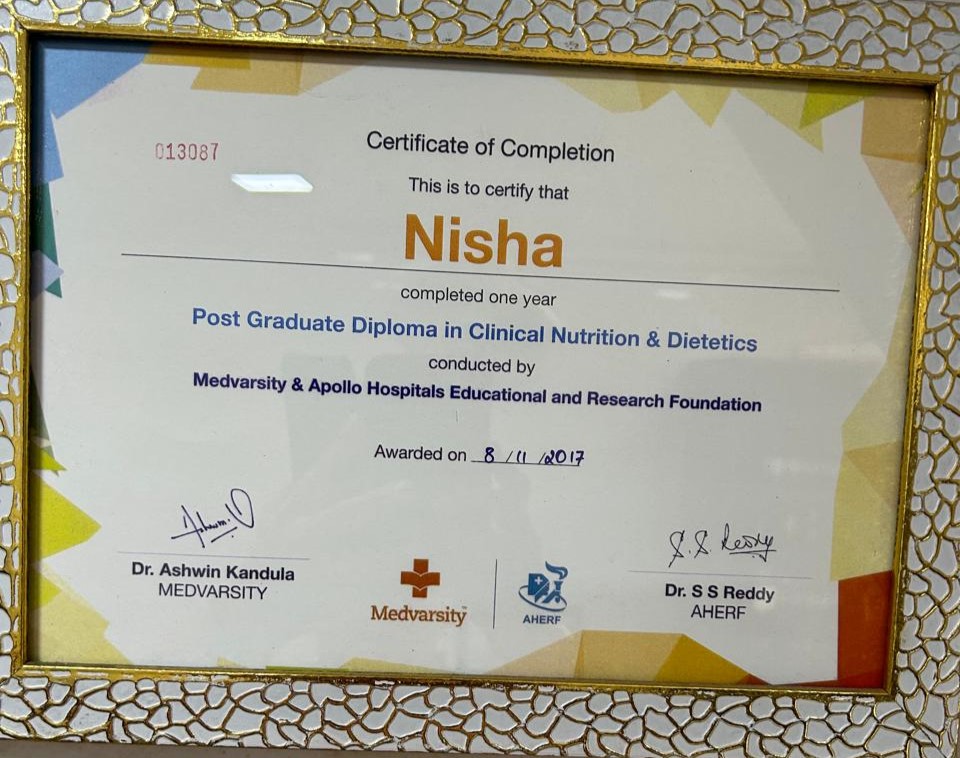 013087
Certificate of Completion
This is to certify that
Nisha
completed one year
Post Graduate Diploma in Clinical Nutrition & Dietetics
conducted by
Medvarsity & Apollo Hospitals Educational and Research Foundation
Awarded on 8/11/2017
Ashwin.
S.S Reddy
Dr. Ashwin Kandula
MEDVARSITY
Medvarsity
AHERF
Dr. S S Reddy
AHERF